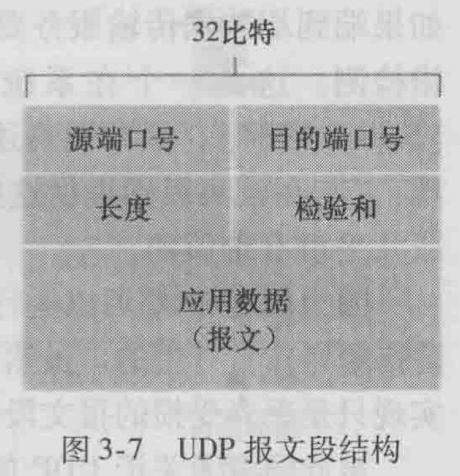 32比特
源端口号 目的端口号
长度 检验和
应用数据
（报文）
图 3-7 UDP 报文段结构